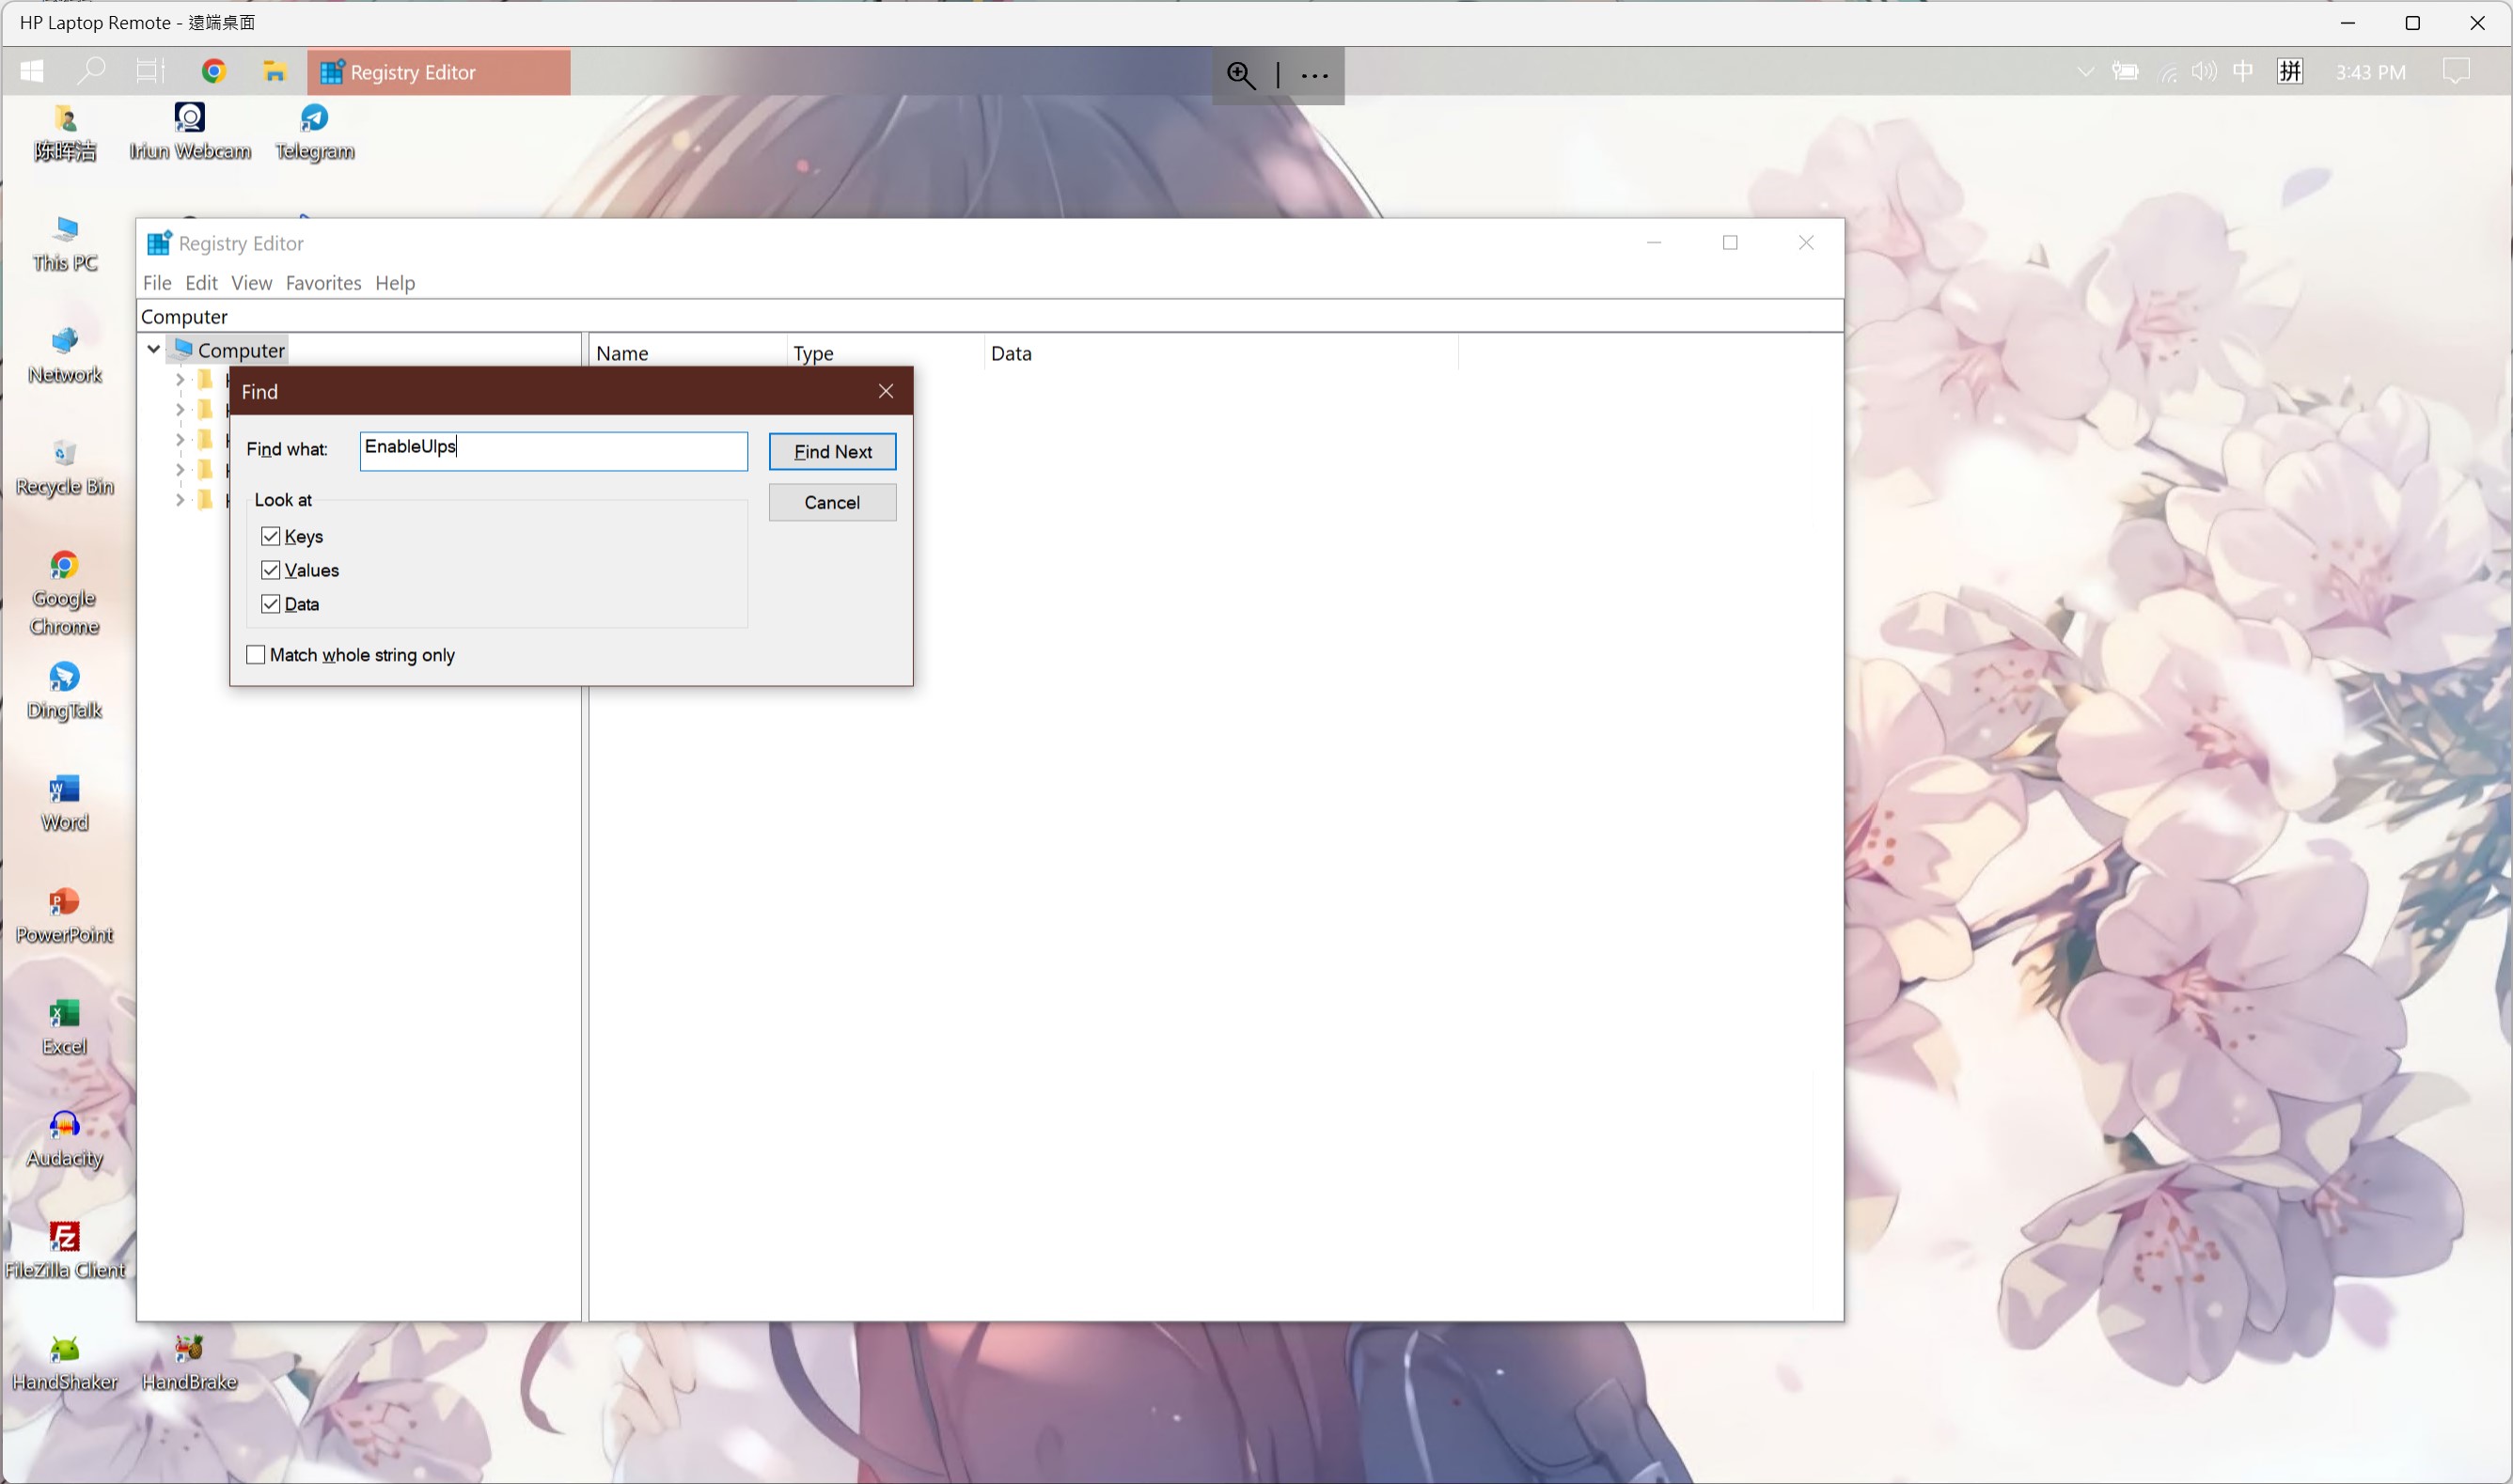 HP Laptop Remote - 遠端桌面
Registry Editor
中
拼
3:43 PM
陈晖洁
Iriun Webcam
Telegram
This PC
Network
Recycle Bin
Google
Chrome
DingTalk
Word
PowerPoint
Excel
Audacity
FileZilla Client
HandShaker
HandBrake
Registry Editor
File Edit View Favorites Help
Computer
Computer
Name Type Data
Find
Find what: EnableUlps
Find Next
Cancel
Look at
Keys
Values
Data
Match whole string only